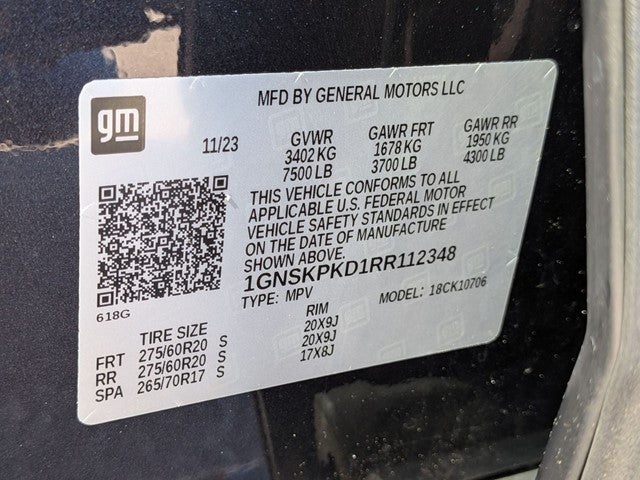 MFD BY GENERAL MOTORS LLC
gm
11/23 GVWR GAWR FRT GAWR RR
3402 KG 1678 KG 1950 KG
7500 LB 3700 LB 4300 LB
THIS VEHICLE CONFORMS TO ALL
APPLICABLE U.S. FEDERAL MOTOR
VEHICLE SAFETY STANDARDS IN EFFECT
ON THE DATE OF MANUFACTURE
SHOWN ABOVE.
1GNSKPKD1RR112348
TYPE: MPV MODEL: 18CK10706
618G
TIRE SIZE RIM
FRT 275/60R20 S 20X9J
RR 275/60R20 S 20X9J
SPA 265/70R17 S 17X8J